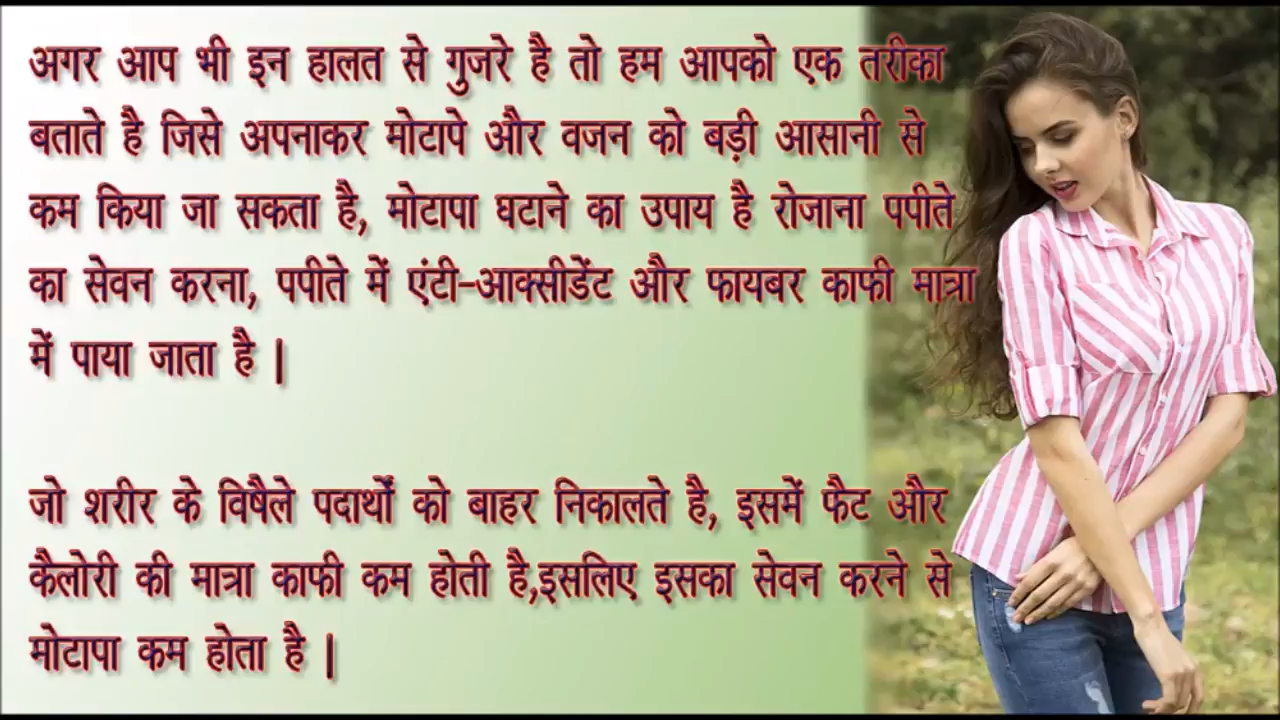 अगर आप भी इन हालत से गुजरे है तो हम आपको एक तरीका
बताते है जिसे अपनाकर मोटापे और वजन को बड़ी आसानी से
कम किया जा सकता है, मोटापा घटाने का उपाय है रोजाना पपीते
का सेवन करना, पपीते में एंटी-आक्सीडेंट और फायबर काफी मात्रा
में पाया जाता है |
जो शरीर के विषैले पदार्थों को बाहर निकालते है, इसमें फैट और
कैलोरी की मात्रा काफी कम होती है,इसलिए इसका सेवन करने से
मोटापा कम होता है |